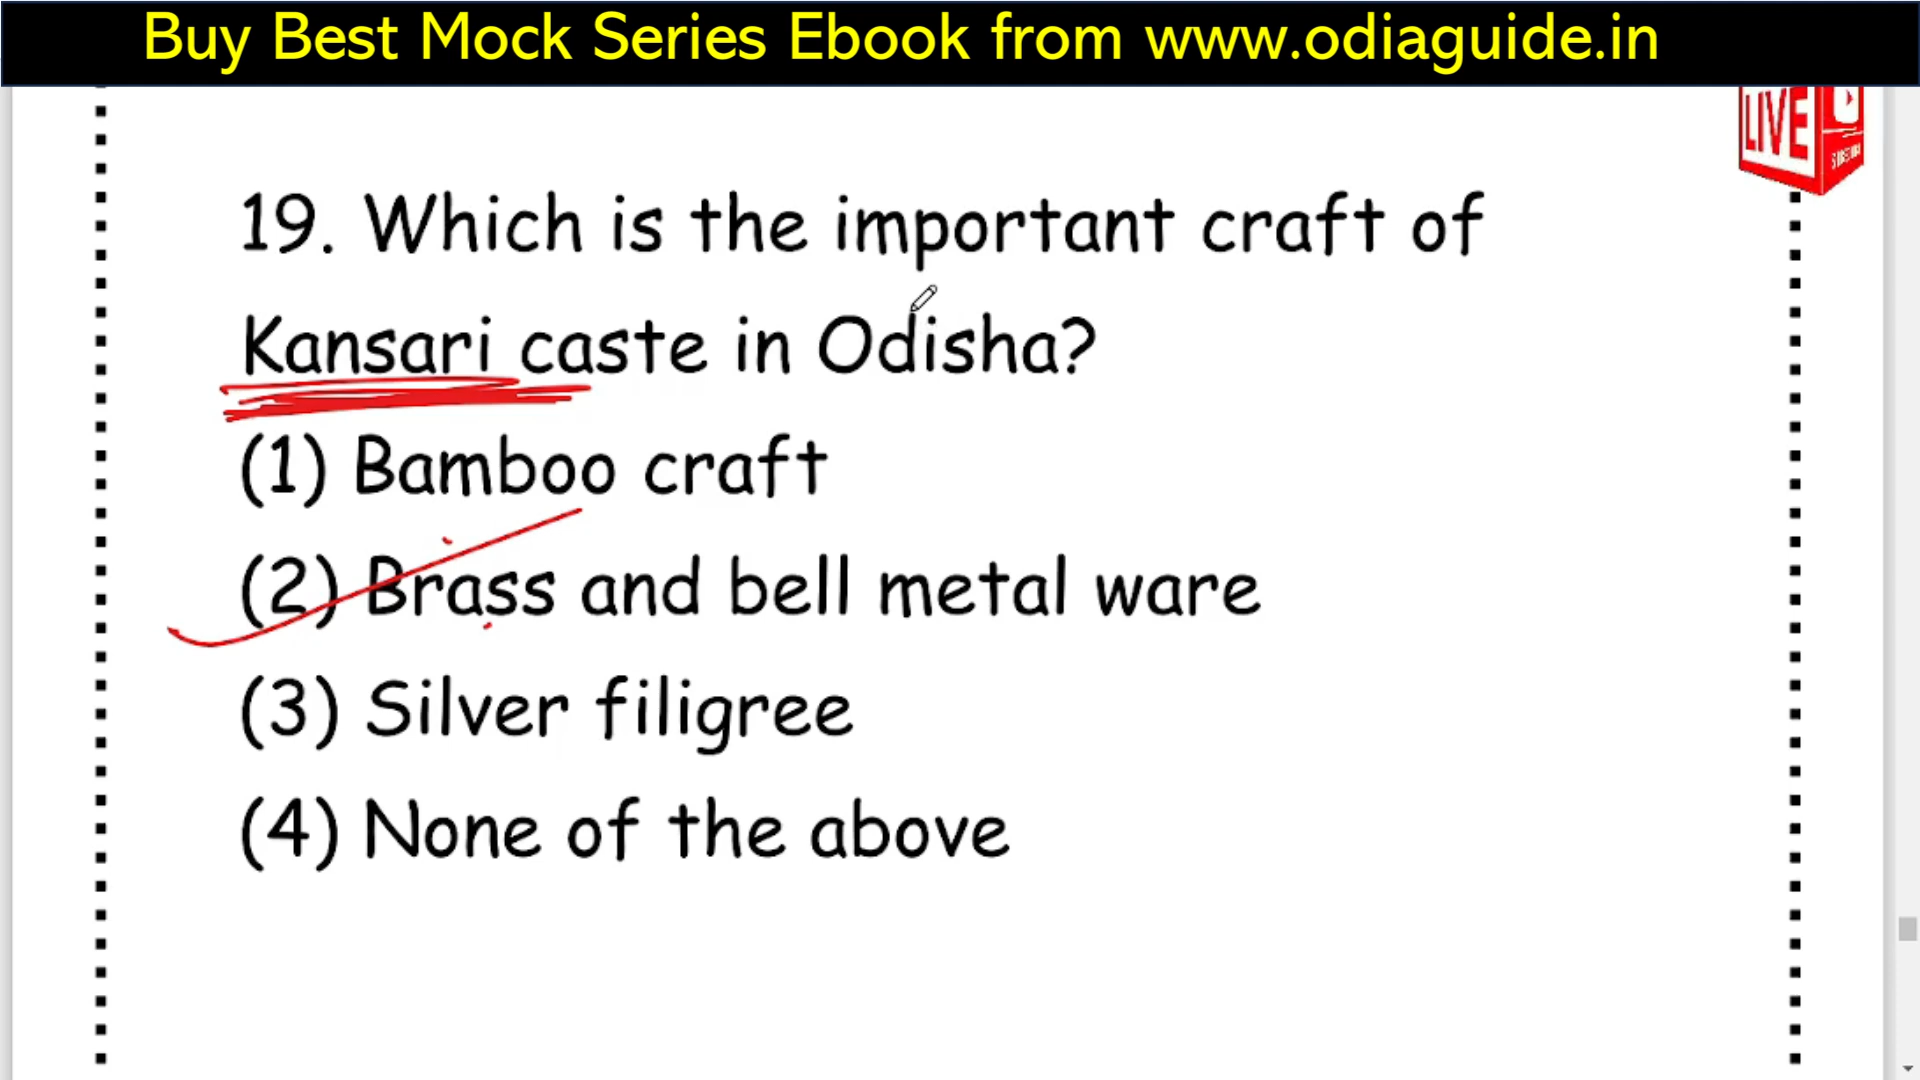 Buy Best Mock Series Ebook from www.odiaguide.in
LIVE
19. Which is the important craft of
Kansari caste in Odisha?
(1) Bamboo craft
(2) Brass and bell metal ware
(3) Silver filigree
(4) None of the above